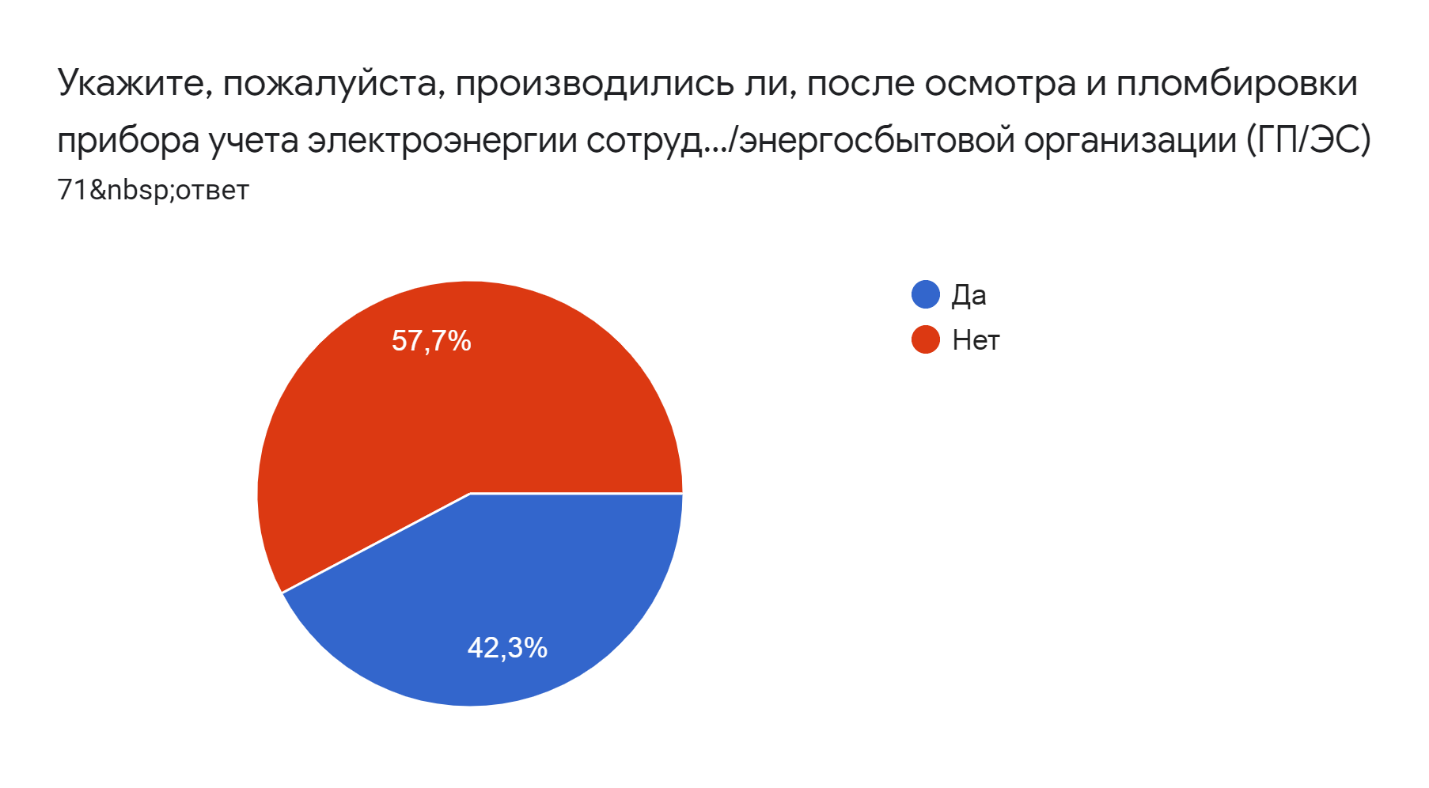 Укажите, пожалуйста, производились ли, после осмотра и пломбировки
прибора учета электроэнергии сотруд.../энергосбытовой организации (ГП/ЭС)
71&nbsp;ответ
Да
Нет
57,7%
42,3%